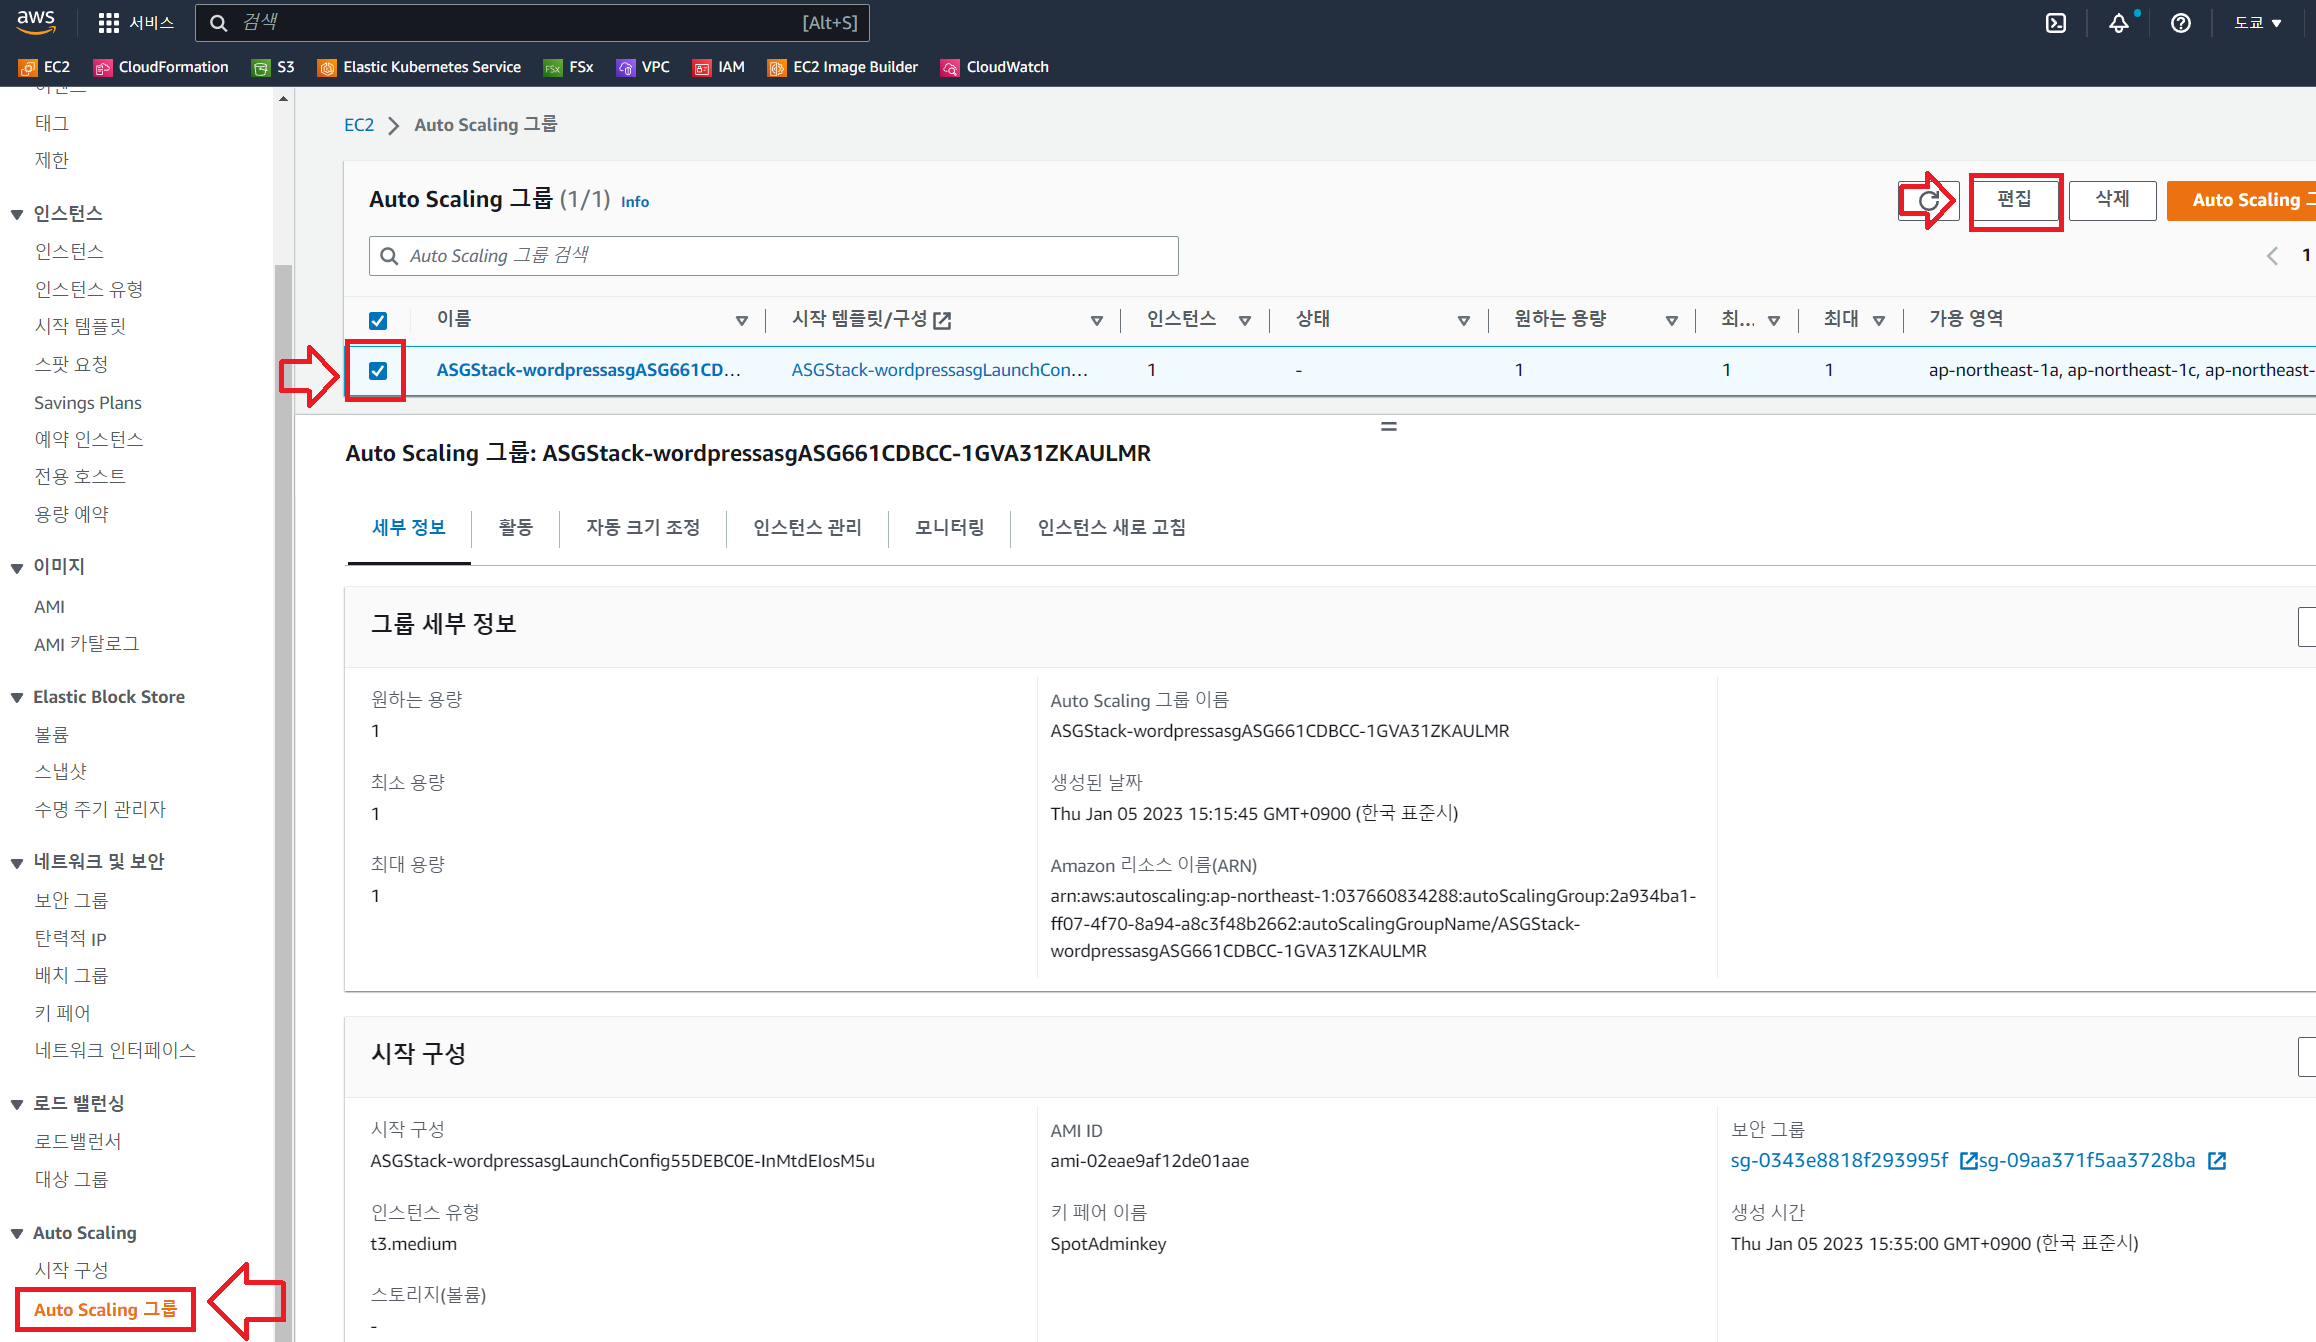 aws
서비스
검색
[Alt+S]
도쿄
EC2
CloudFormation
S3
Elastic Kubernetes Service
FSx
VPC
IAM
EC2 Image Builder
CloudWatch
태그
제한
인스턴스
인스턴스
인스턴스 유형
시작 템플릿
스팟 요청
Savings Plans
예약 인스턴스
전용 호스트
용량 예약
이미지
AMI
AMI 카탈로그
Elastic Block Store
볼륨
스냅샷
수명 주기 관리자
네트워크 및 보안
보안 그룹
탄력적 IP
배치 그룹
키 페어
네트워크 인터페이스
로드 밸런싱
로드밸런서
대상 그룹
Auto Scaling
시작 구성
Auto Scaling 그룹
EC2
Auto Scaling 그룹
Auto Scaling 그룹 (1/1) Info
편집
삭제
Auto Scaling
Auto Scaling 그룹 검색
1
이름
시작 템플릿/구성
인스턴스
상태
원하는 용량
최...
최대
가용 영역
ASGStack-wordpressasgASG661CD...
ASGStack-wordpressasgLaunchCon...
1
-
1
1
1
ap-northeast-1a, ap-northeast-1c, ap-northeast-
Auto Scaling 그룹: ASGStack-wordpressasgASG661CDBCC-1GVA31ZKAULMR
세부 정보
활동
자동 크기 조정
인스턴스 관리
모니터링
인스턴스 새로 고침
그룹 세부 정보
원하는 용량
1
최소 용량
1
최대 용량
1
Auto Scaling 그룹 이름
ASGStack-wordpressasgASG661CDBCC-1GVA31ZKAULMR
생성된 날짜
Thu Jan 05 2023 15:15:45 GMT+0900 (한국 표준시)
Amazon 리소스 이름(ARN)
arn:aws:autoscaling:ap-northeast-1:037660834288:autoScalingGroup:2a934ba1-
ff07-4f70-8a94-a8c3f48b2662:autoScalingGroupName/ASGStack-
wordpressasgASG661CDBCC-1GVA31ZKAULMR
시작 구성
시작 구성
ASGStack-wordpressasgLaunchConfig55DEBC0E-InMtdEIosM5u
인스턴스 유형
t3.medium
스토리지(볼륨)
-
AMI ID
ami-02eae9af12de01aae
키 페어 이름
SpotAdminkey
보안 그룹
sg-0343e8818f293995f sg-09aa371f5aa3728ba
생성 시간
Thu Jan 05 2023 15:35:00 GMT+0900 (한국 표준시)